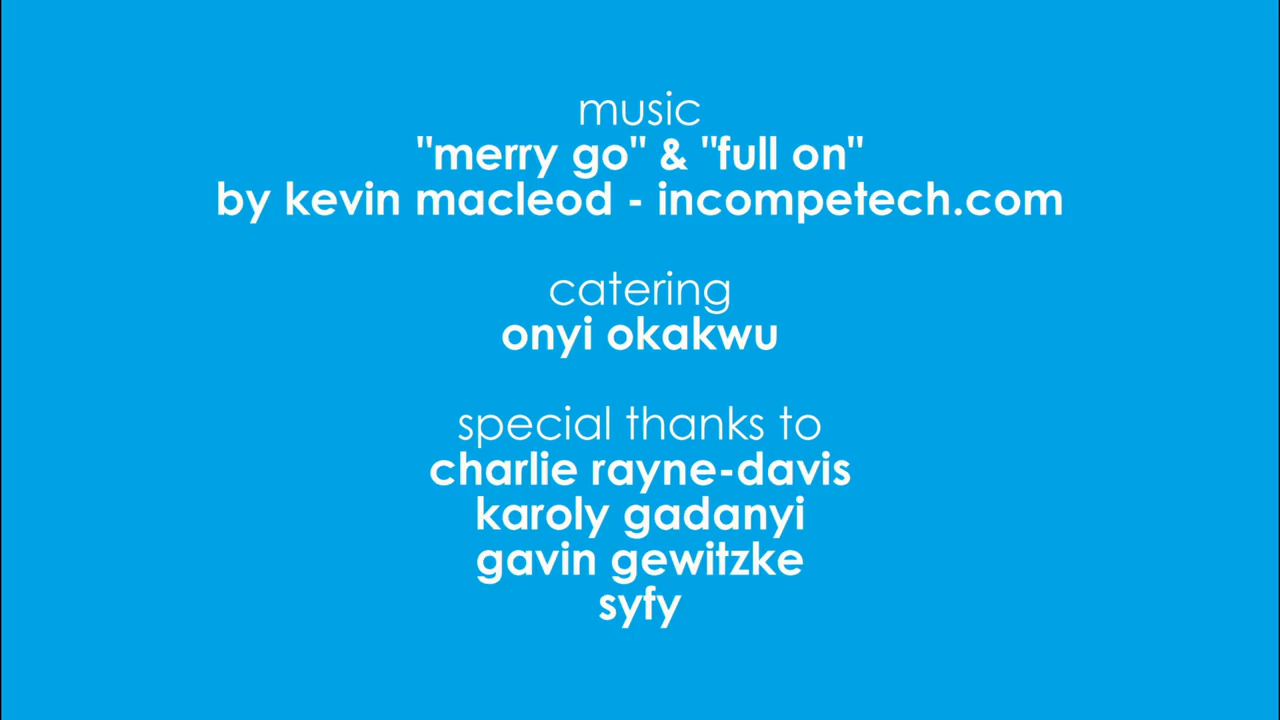 music
"merry go" & "full on"
by kevin macleod - incompetech.com
catering
onyi okakwu
special thanks to
charlie rayne-davis
karoly gadanyi
gavin gewitzke
syfy